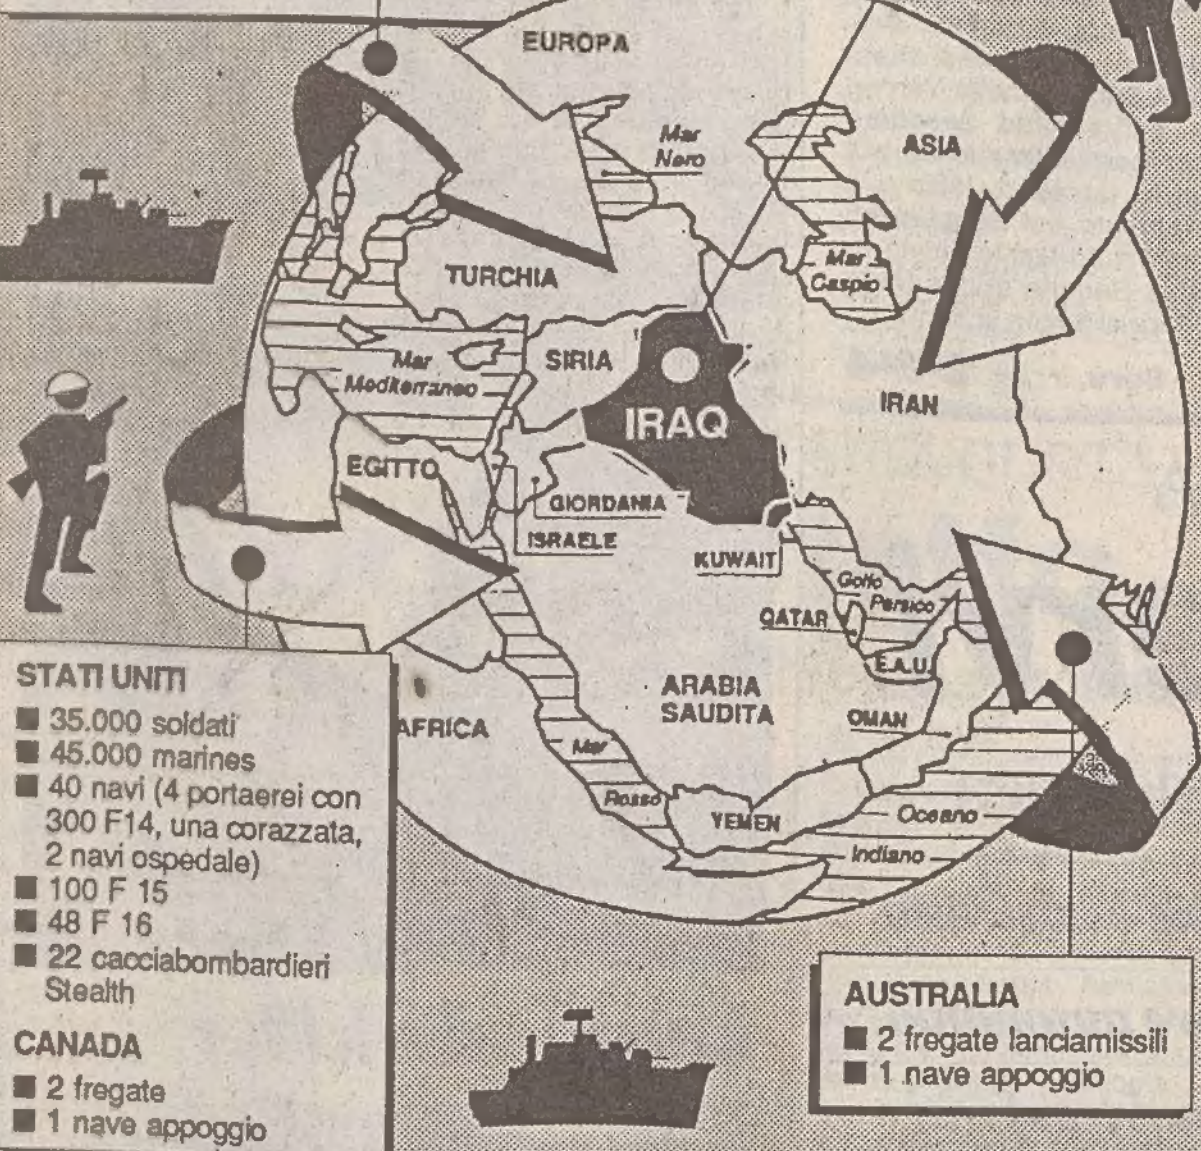 EUROPA
Mar
Nero
ASIA
Mar
Caspio
TURCHIA
Mar
Mediterraneo
SIRIA
IRAQ
IRAN
EGITTO
GIORDANIA
ISRAELE
KUWAIT
Golfo
Persico
QATAR
E.A.U.
ARABIA
SAUDITA
OMAN
AFRICA
Mar
Rosso
YEMEN
Oceano
Indiano
STATI UNITI
■ 35.000 soldati
■ 45.000 marines
■ 40 navi (4 portaerei con
300 F14, una corazzata,
2 navi ospedale)
■ 100 F 15
■ 48 F 16
■ 22 cacciabombardieri
Stealth
CANADA
■ 2 fregate
■ 1 nave appoggio
AUSTRALIA
■ 2 fregate lanciamissili
■ 1 nave appoggio